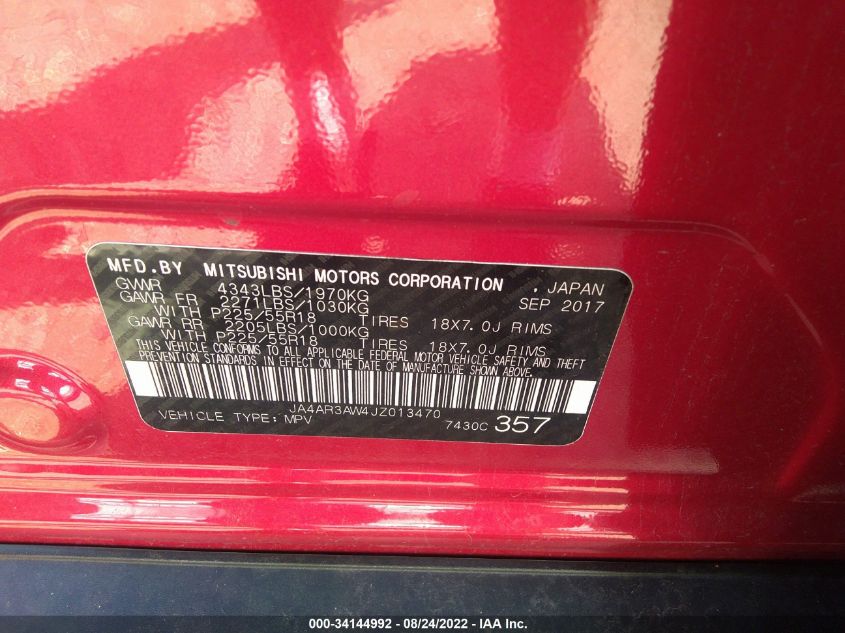 MFD.BY MITSUBISHI MOTORS CORPORATION , JAPAN
GVWR 4343LBS/1970KG SEP 2017
GAWR FR 2271LBS/1030KG
WITH P225/55R18 TIRES 18X7.0J RIMS
GAWR RR 2205LBS/1000KG
WITH P225/55R18 TIRES 18X7.0J RIMS
THIS VEHICLE CONFORMS TO ALL APPLICABLE FEDERAL MOTOR VEHICLE SAFETY AND THEFT
PREVENTION STANDARDS IN EFFECT ON THE DATE OF MANUFACTURE SHOWN ABOVE.
JA4AR3AW4JZ013470
VEHICLE TYPE: MPV 7430C 357
000-34144992 - 08/24/2022 - IAA Inc.